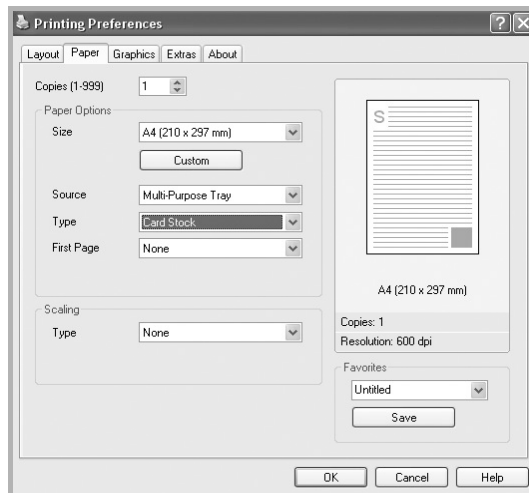 Printing Preferences
Layout Paper Graphics Extras About
Copies (1-999) 1
Paper Options
Size A4 (210 x 297 mm)
Custom
Source Multi-Purpose Tray
Type Card Stock
First Page None
Scaling
Type None
S
A4 (210 x 297 mm)
Copies: 1
Resolution: 600 dpi
Favorites
Untitled
Save
OK Cancel Help